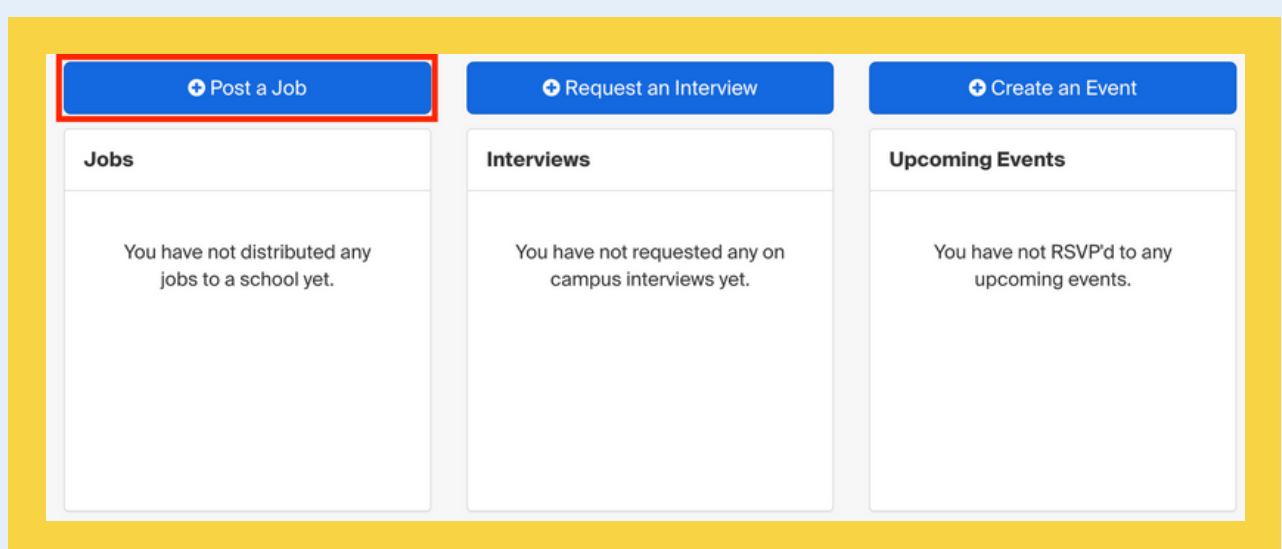 Post a Job
Request an Interview
Create an Event
Jobs
Interviews
Upcoming Events
You have not distributed any
jobs to a school yet.
You have not requested any on
campus interviews yet.
You have not RSVP'd to any
upcoming events.